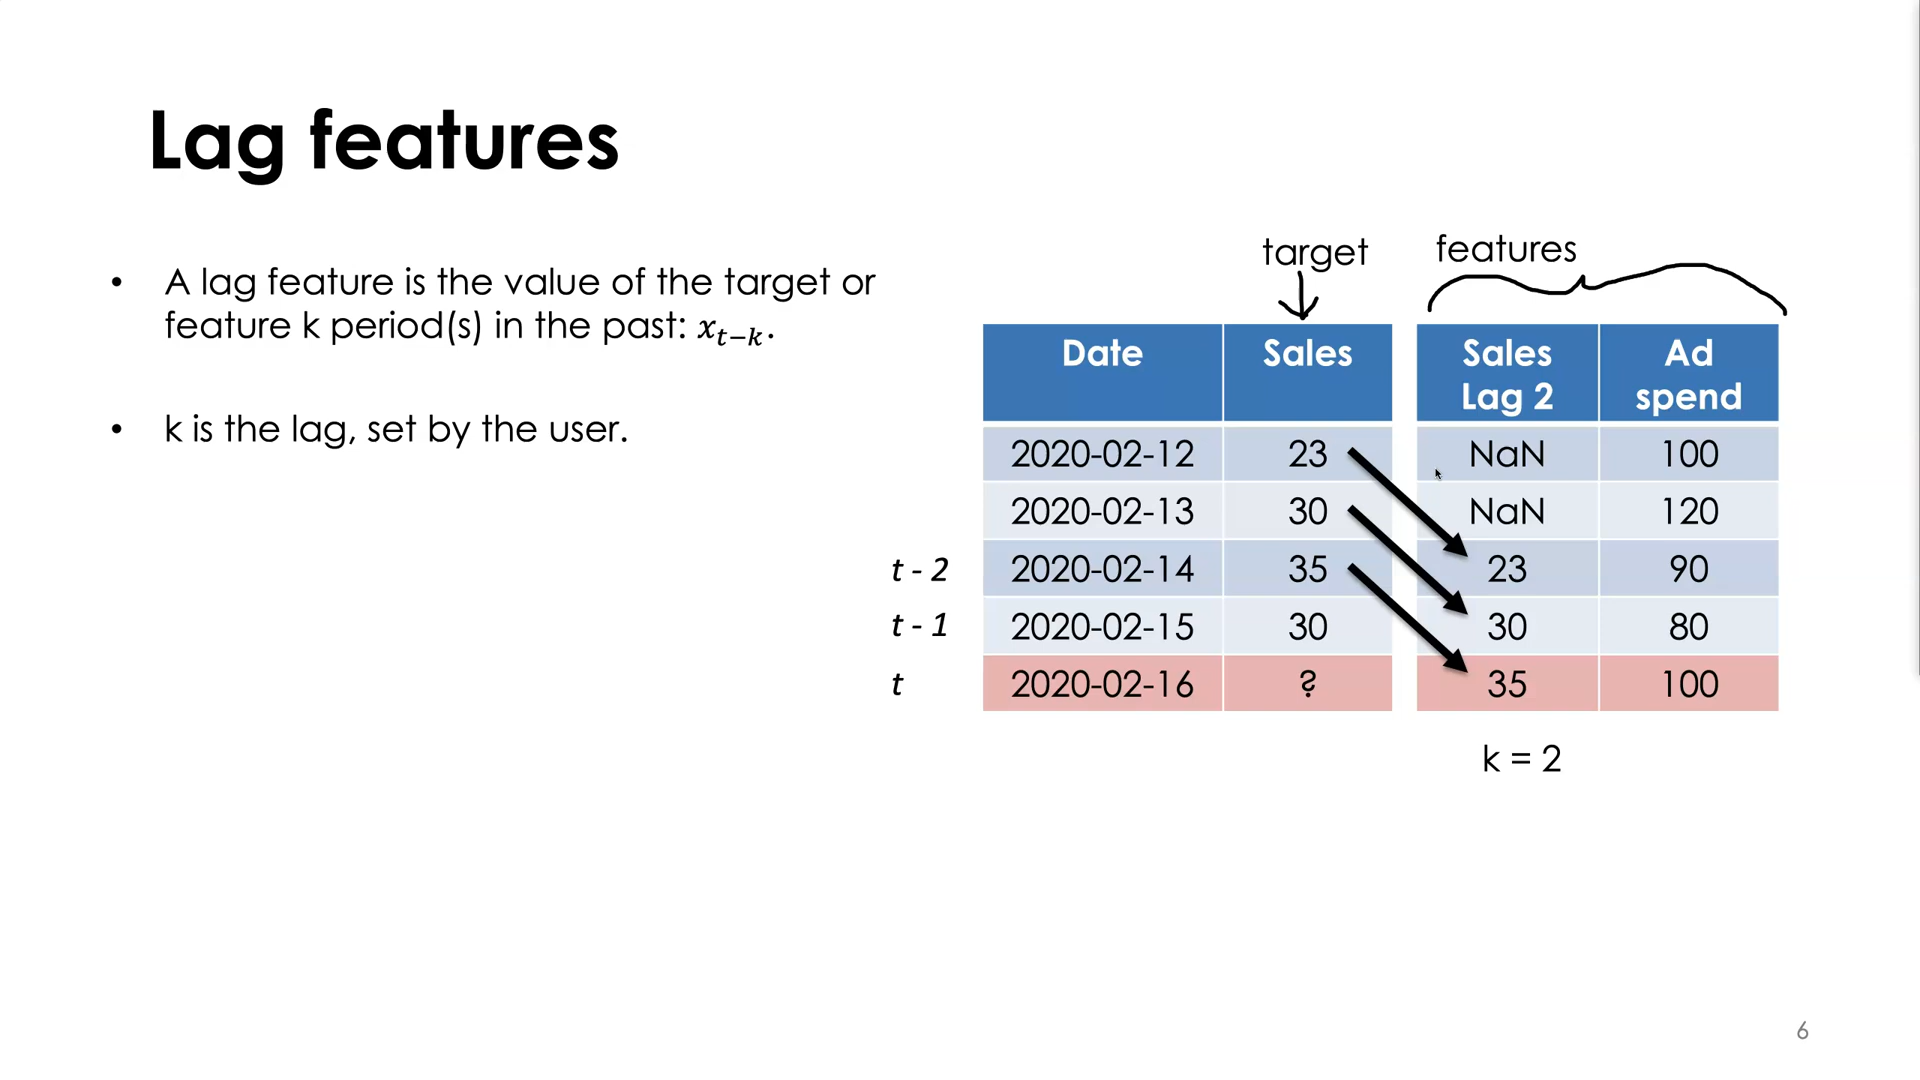 Lag features
• A lag feature is the value of the target or
feature k period(s) in the past: x_{t−k}.
• k is the lag, set by the user.
target features
Date Sales Sales Lag 2 Ad spend
2020-02-12 23 NaN 100
2020-02-13 30 NaN 120
t - 2 2020-02-14 35 23 90
t - 1 2020-02-15 30 30 80
t 2020-02-16 ? 35 100
k = 2
6